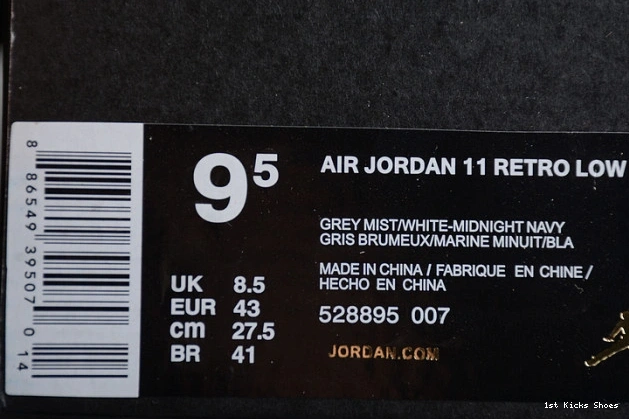 8 86549 39507 0 14
9⁵
AIR JORDAN 11 RETRO LOW
GREY MIST/WHITE-MIDNIGHT NAVY
GRIS BRUMEUX/MARINE MINUIT/BLA
MADE IN CHINA / FABRIQUE EN CHINE /
HECHO EN CHINA
UK 8.5
EUR 43
cm 27.5
BR 41
528895 007
JORDAN.COM
1st Kicks Shoes